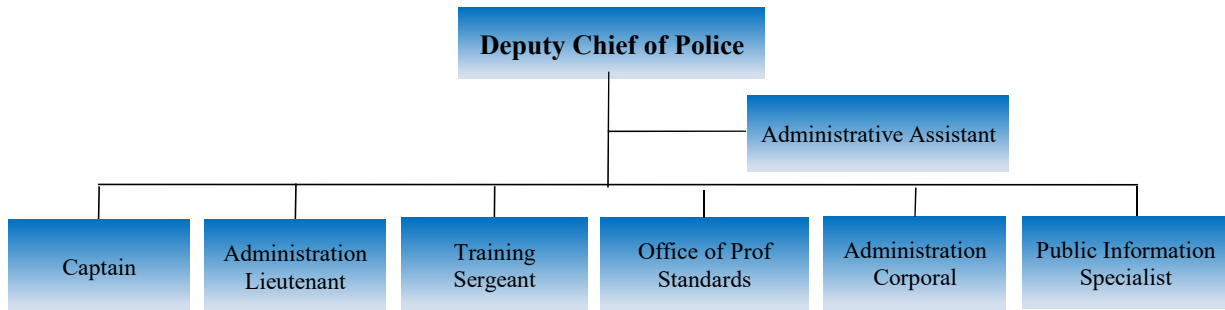 Deputy Chief of Police
Administrative Assistant
Captain
Administration
Lieutenant
Training
Sergeant
Office of Prof
Standards
Administration
Corporal
Public Information
Specialist